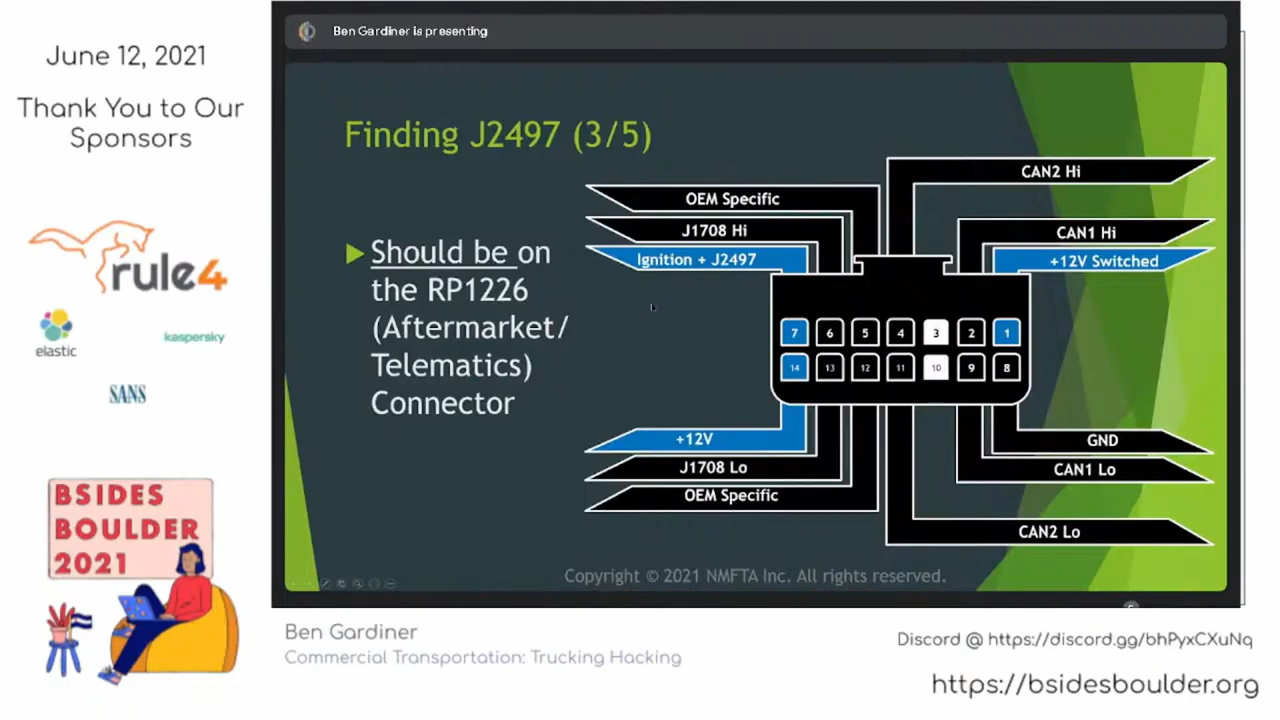 June 12, 2021
Thank You to Our
Sponsors
rule4
elastic
kaspersky
SANS
BSIDES
BOULDER
2021
Ben Gardiner is presenting
Finding J2497 (3/5)
Should be on
the RP1226
(Aftermarket/
Telematics)
Connector
OEM Specific
J1708 Hi
Ignition + J2497
CAN2 Hi
CAN1 Hi
+12V Switched
7 6 5 4 3 2 1
14 13 12 11 10 9 8
+12V
J1708 Lo
OEM Specific
GND
CAN1 Lo
CAN2 Lo
Copyright © 2021 NMFTA Inc. All rights reserved.
Ben Gardiner
Commercial Transportation: Trucking Hacking
Discord @ https://discord.gg/bhPyxCXuNq
https://bsidesboulder.org